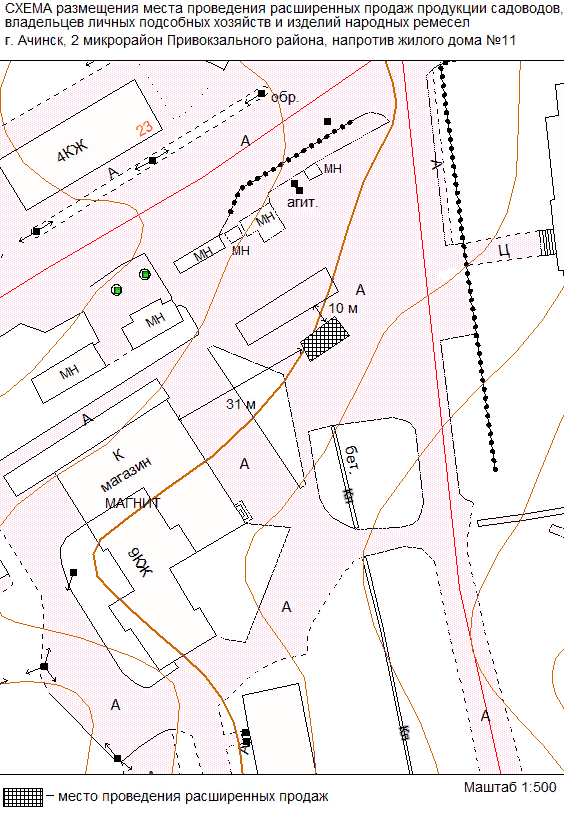 СХЕМА размещения места проведения расширенных продаж продукции садоводов,
владельцев личных подсобных хозяйств и изделий народных ремесел
г. Ачинск, 2 микрорайон Привокзального района, напротив жилого дома №11
обр.
23
4КЖ
А
А
А
МН
агит.
МН
МН
МН
Ц
А
10 м
МН
МН
31 м
А
К
магазин
А
бет.
Кл
МАГНИТ
9КЖ
А
А
А
Кл
Маштаб 1:500
– место проведения расширенных продаж